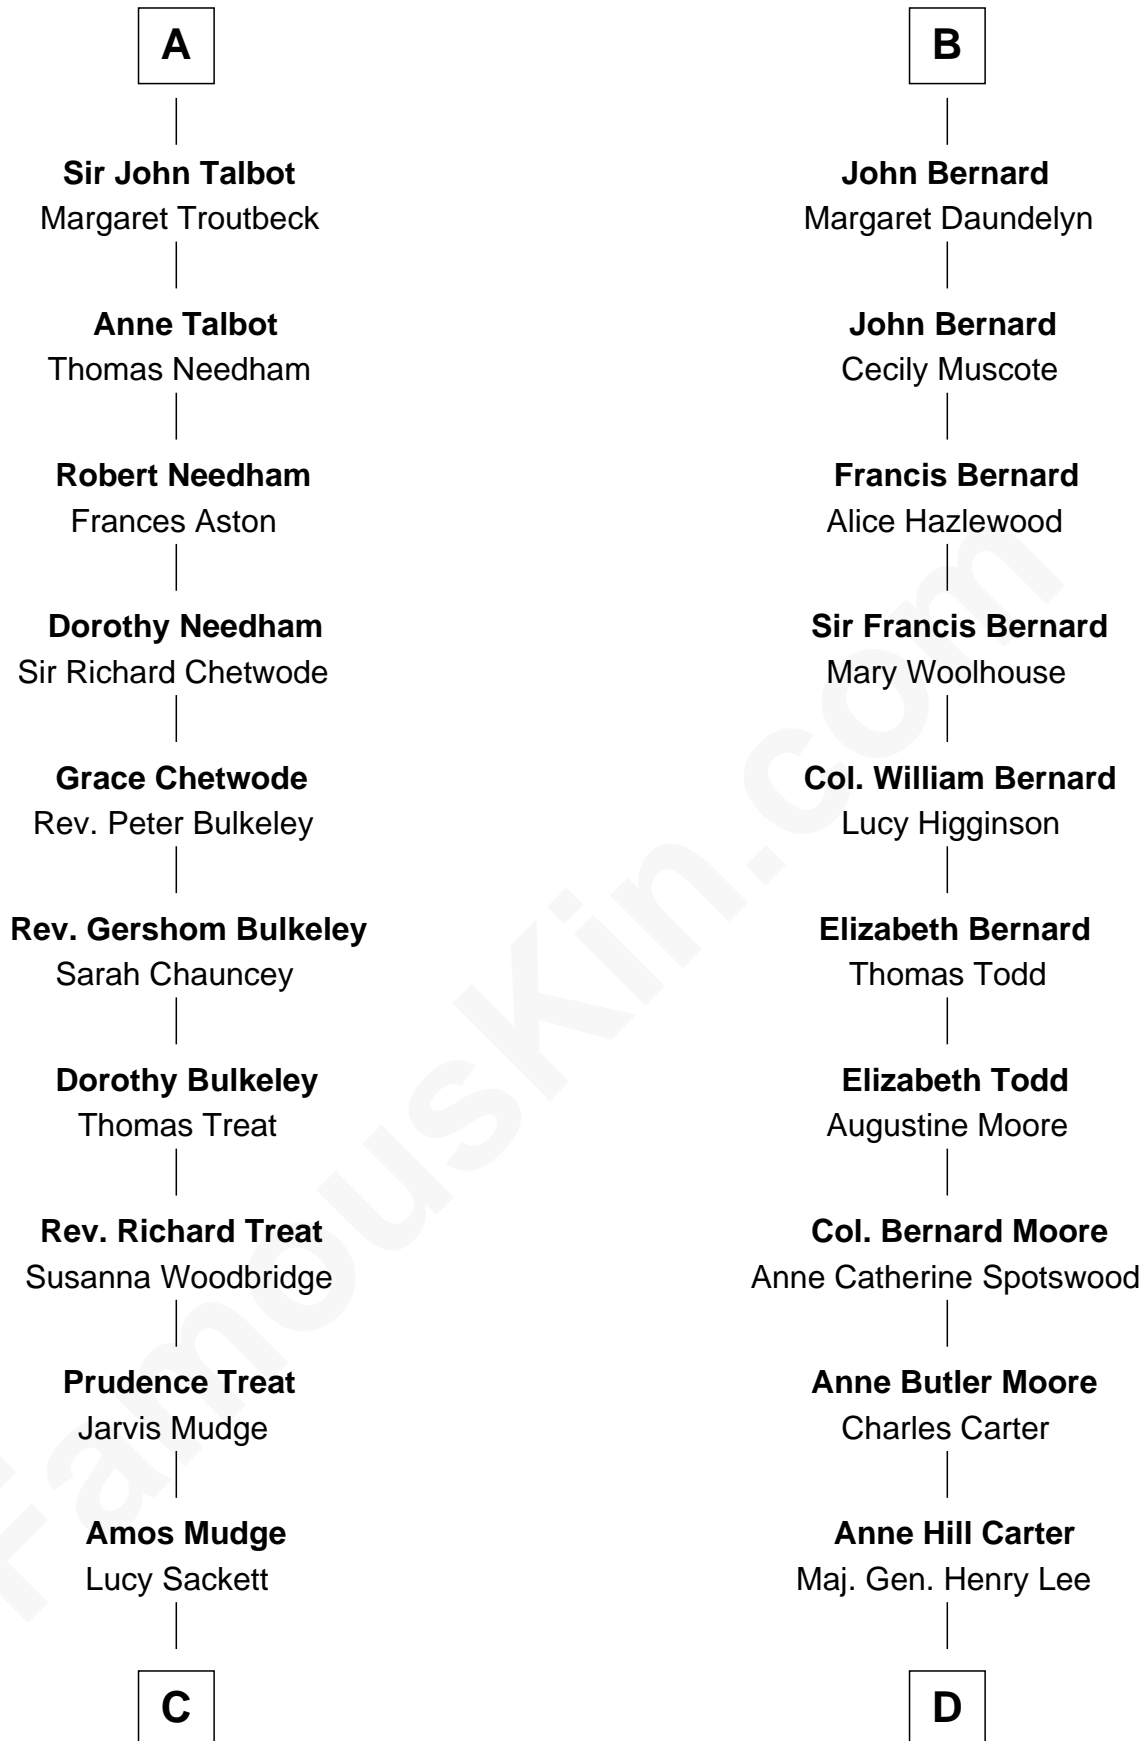 A
Sir John Talbot
Margaret Troutbeck
Anne Talbot
Thomas Needham
Robert Needham
Frances Aston
Dorothy Needham
Sir Richard Chetwode
Grace Chetwode
Rev. Peter Bulkeley
Rev. Gershom Bulkeley
Sarah Chauncey
Dorothy Bulkeley
Thomas Treat
Rev. Richard Treat
Susanna Woodbridge
Prudence Treat
Jarvis Mudge
Amos Mudge
Lucy Sackett
C
B
John Bernard
Margaret Daundelyn
John Bernard
Cecily Muscote
Francis Bernard
Alice Hazlewood
Sir Francis Bernard
Mary Woolhouse
Col. William Bernard
Lucy Higginson
Elizabeth Bernard
Thomas Todd
Elizabeth Todd
Augustine Moore
Col. Bernard Moore
Anne Catherine Spotswood
Anne Butler Moore
Charles Carter
Anne Hill Carter
Maj. Gen. Henry Lee
D
FamousKin.com